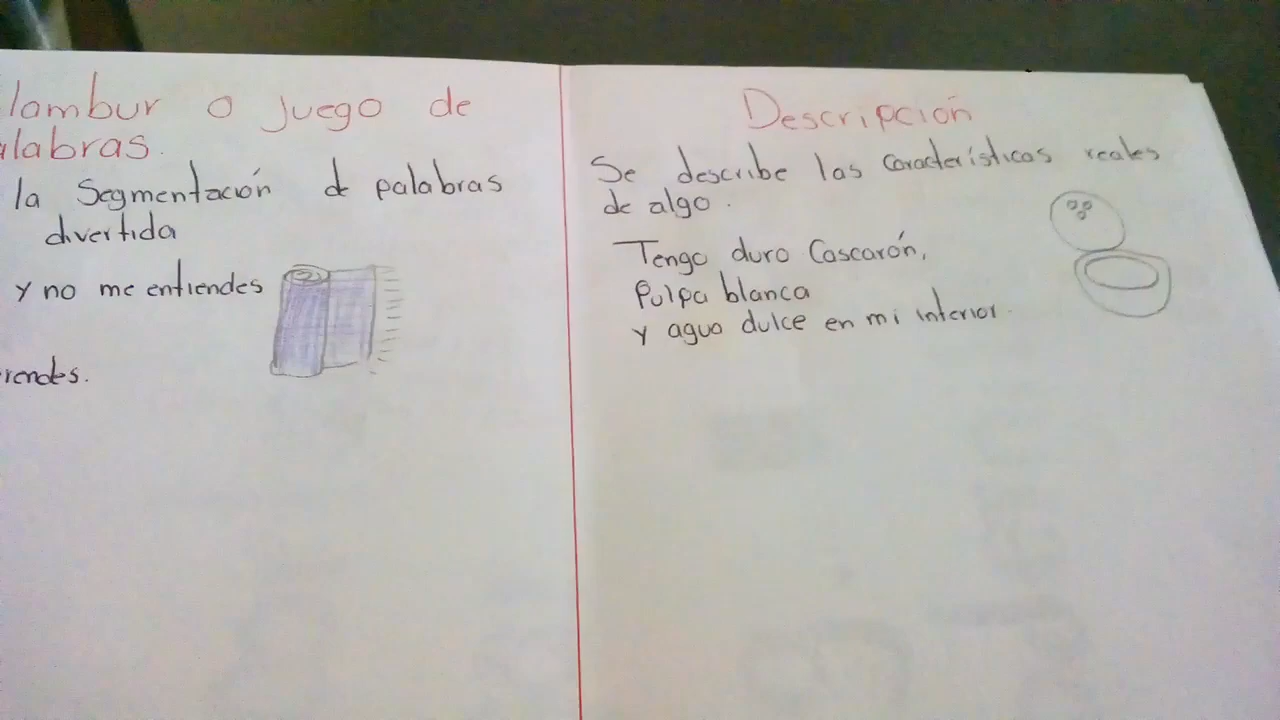 lambur o juego de
labras.
la Segmentación de palabras
divertida
y no me entiendes
rendes.
Descripción
Se describe las características reales
de algo.
Tengo duro Cascarón,
Pulpa blanca
y agua dulce en mi interior.